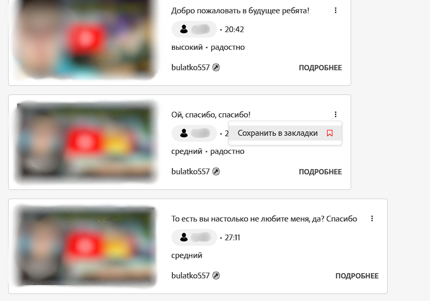 Добро пожаловать в будущее ребята!
• 20:42
высокий • радостно
bulatko557 ПОДРОБНЕЕ
Ой, спасибо, спасибо!
• 2
Сохранить в закладки
средний • радостно
bulatko557 ПОДРОБНЕЕ
То есть вы настолько не любите меня, да? Спасибо
• 27:11
средний
bulatko557 ПОДРОБНЕЕ